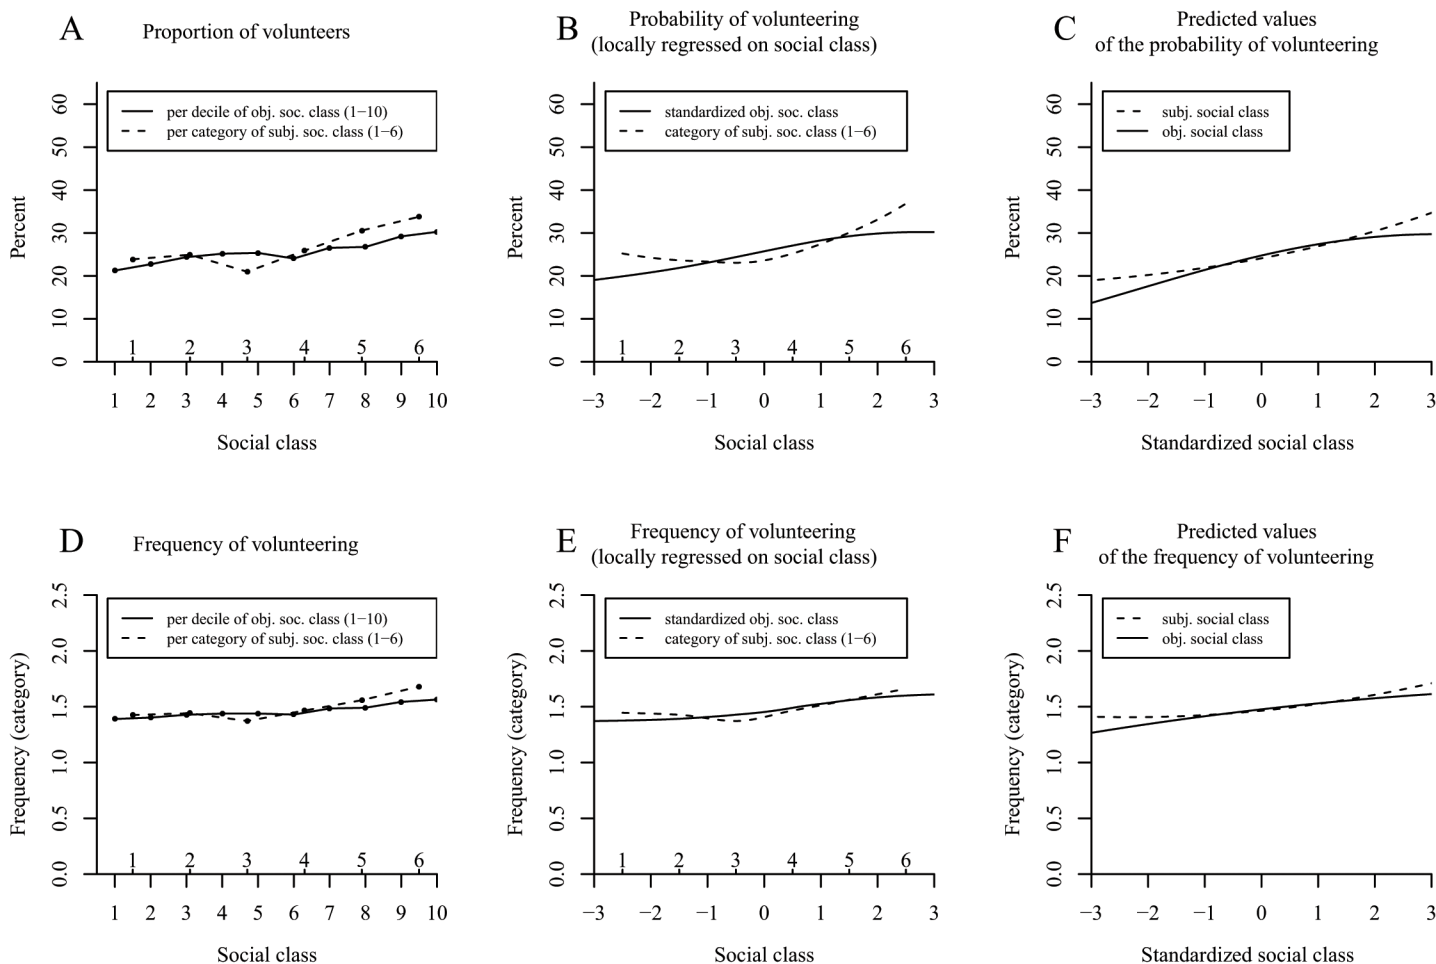 A
Proportion of volunteers
per decile of obj. soc. class (1−10)
per category of subj. soc. class (1−6)
Percent
60
50
40
30
20
10
0
1 2 3 4 5 6
1 2 3 4 5 6 7 8 9 10
Social class
B
Probability of volunteering
(locally regressed on social class)
standardized obj. soc. class
category of subj. soc. class (1−6)
Percent
60
50
40
30
20
10
0
1 2 3 4 5 6
−3 −2 −1 0 1 2 3
Social class
C
Predicted values
of the probability of volunteering
subj. social class
obj. social class
Percent
60
50
40
30
20
10
0
−3 −2 −1 0 1 2 3
Standardized social class
D
Frequency of volunteering
per decile of obj. soc. class (1−10)
per category of subj. soc. class (1−6)
Frequency (category)
2.5
2.0
1.5
1.0
0.5
0.0
1 2 3 4 5 6
1 2 3 4 5 6 7 8 9 10
Social class
E
Frequency of volunteering
(locally regressed on social class)
standardized obj. soc. class
category of subj. soc. class (1−6)
Frequency (category)
2.5
2.0
1.5
1.0
0.5
0.0
1 2 3 4 5 6
−3 −2 −1 0 1 2 3
Social class
F
Predicted values
of the frequency of volunteering
subj. social class
obj. social class
Frequency (category)
2.5
2.0
1.5
1.0
0.5
0.0
−3 −2 −1 0 1 2 3
Standardized social class